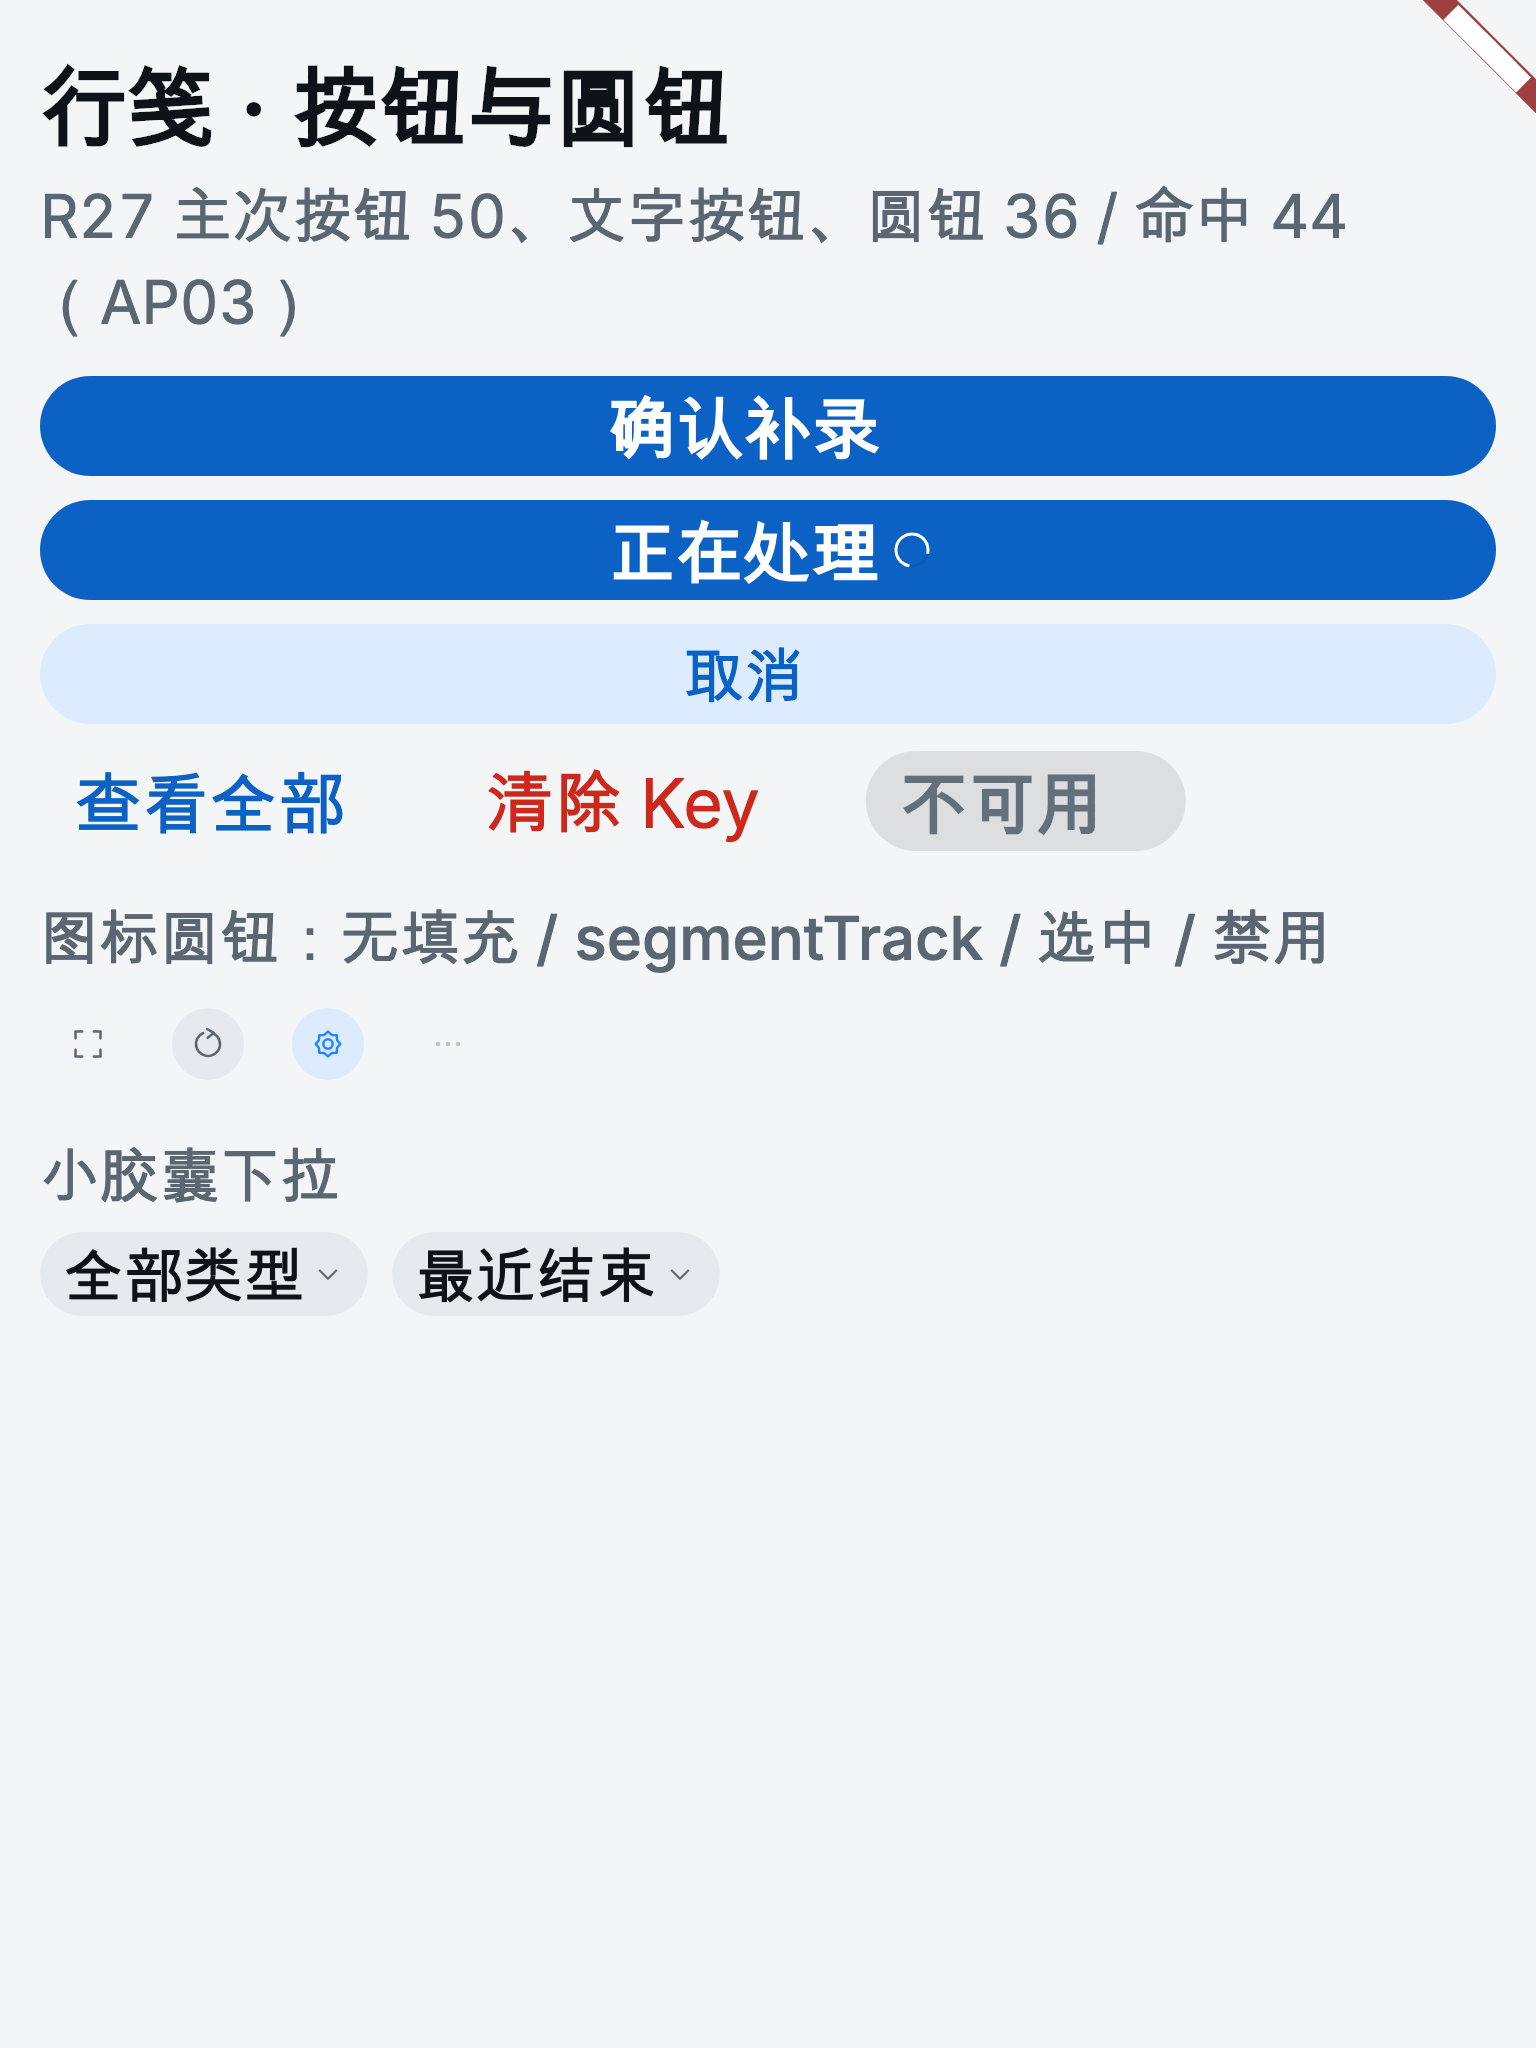 行笺 · 按钮与圆钮
R27 主次按钮 50、文字按钮、圆钮 36 / 命中 44
（ AP03 ）
确认补录
正在处理
取消
查看全部 清除 Key 不可用
图标圆钮：无填充 / segmentTrack / 选中 / 禁用
小胶囊下拉
全部类型 最近结束